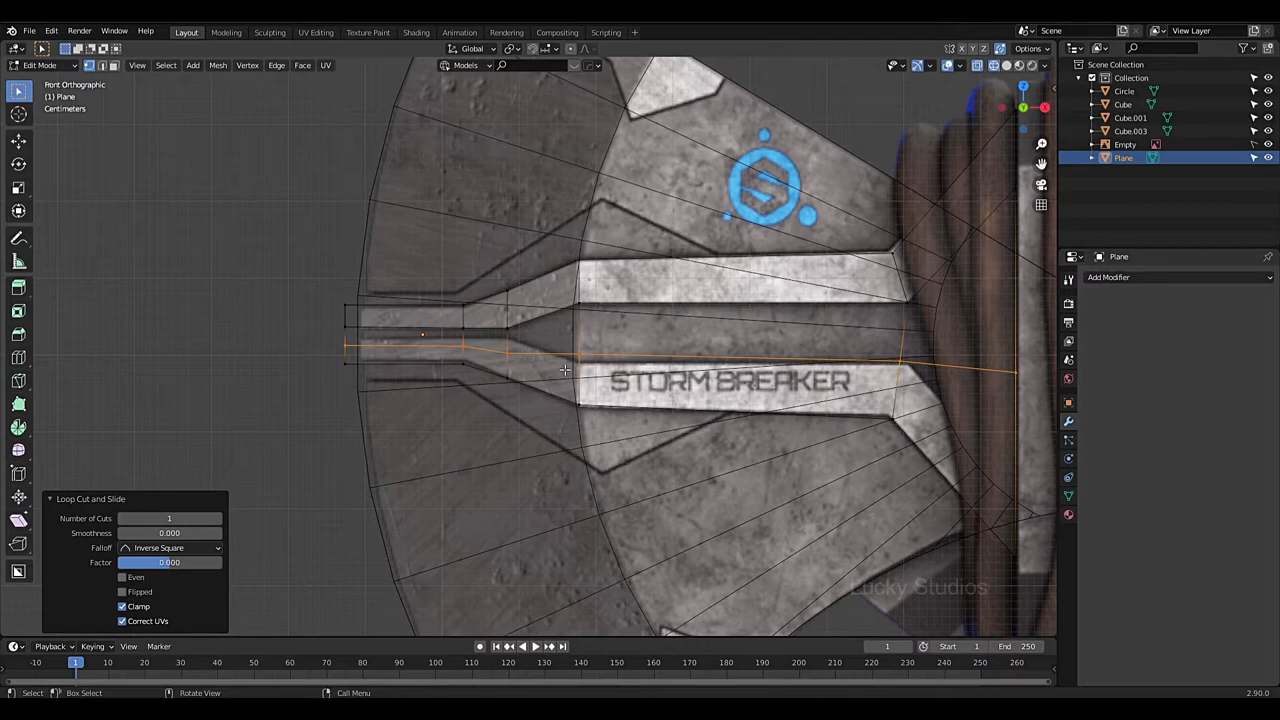 File Edit Render Window Help Layout Modeling Sculpting UV Editing Texture Paint Shading Animation Rendering Compositing Scripting + Scene View Layer
Global X Y Z Options
Edit Mode View Select Add Mesh Vertex Edge Face UV Models
Front Orthographic
(1) Plane
Centimeters
Scene Collection
Collection
Circle
Cube
Cube.001
Cube.003
Empty
Plane
Plane
Add Modifier
STORM BREAKER
Loop Cut and Slide
Number of Cuts 1
Smoothness 0.000
Falloff Inverse Square
Factor 0.000
Even
Flipped
Clamp
Correct UVs
Lucky Studios
Playback Keying View Marker 1 Start 1 End 250
-10 1 10 20 30 40 50 60 70 80 90 100 110 120 130 140 150 160 170 180 190 200 210 220 230 240 250 260
Select Box Select Rotate View Call Menu 2.90.0